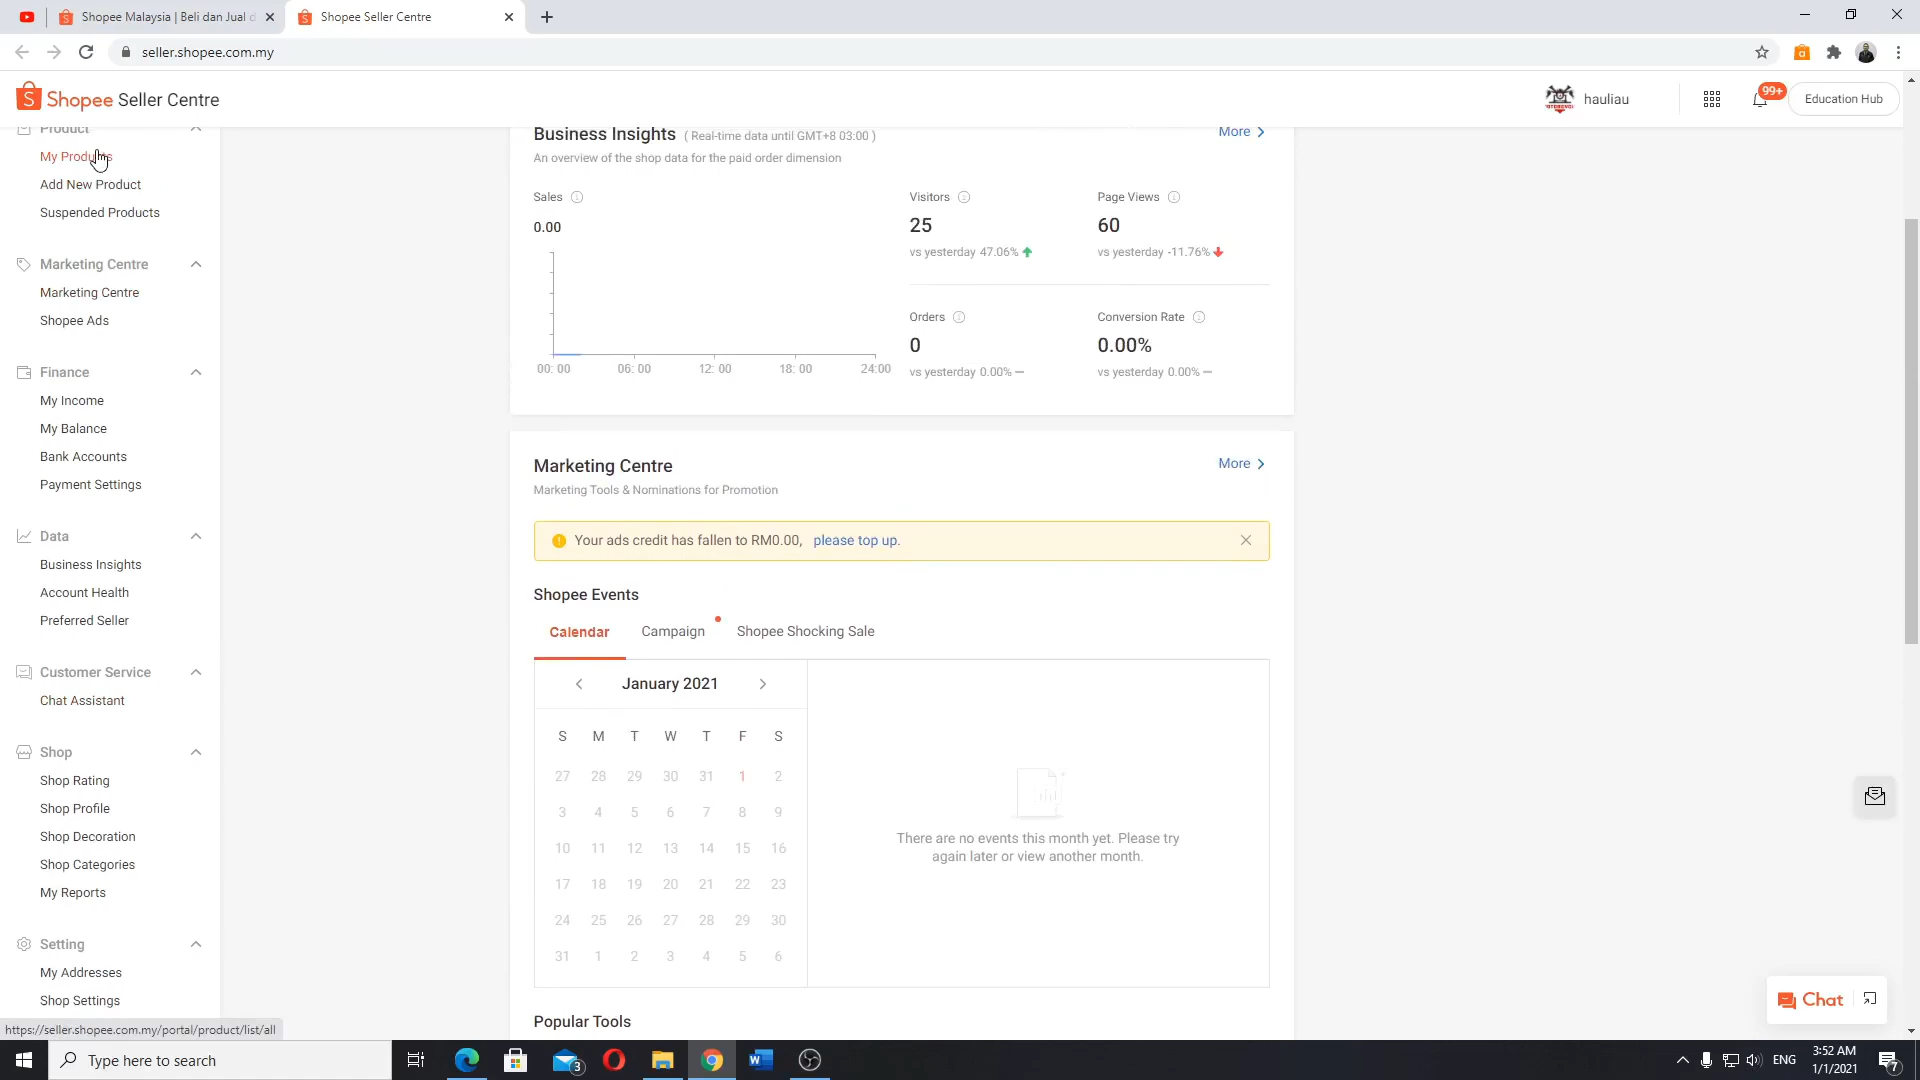 Shopee Malaysia | Beli dan Jual d
Shopee Seller Centre
seller.shopee.com.my
Shopee Seller Centre
hauliau
99+
Education Hub
Product
My Products
Add New Product
Suspended Products
Marketing Centre
Marketing Centre
Shopee Ads
Finance
My Income
My Balance
Bank Accounts
Payment Settings
Data
Business Insights
Account Health
Preferred Seller
Customer Service
Chat Assistant
Shop
Shop Rating
Shop Profile
Shop Decoration
Shop Categories
My Reports
Setting
My Addresses
Shop Settings
https://seller.shopee.com.my/portal/product/list/all
Business Insights ( Real-time data until GMT+8 03:00 )
More
An overview of the shop data for the paid order dimension
Sales
0.00
00: 00 06: 00 12: 00 18: 00 24:00
Visitors
25
vs yesterday 47.06%
Page Views
60
vs yesterday -11.76%
Orders
0
vs yesterday 0.00% —
Conversion Rate
0.00%
vs yesterday 0.00% —
Marketing Centre
More
Marketing Tools & Nominations for Promotion
Your ads credit has fallen to RM0.00, please top up.
Shopee Events
Calendar Campaign Shopee Shocking Sale
January 2021
S M T W T F S
27 28 29 30 31 1 2
3 4 5 6 7 8 9
10 11 12 13 14 15 16
17 18 19 20 21 22 23
24 25 26 27 28 29 30
31 1 2 3 4 5 6
There are no events this month yet. Please try
again later or view another month.
Popular Tools
Chat
Type here to search
3
ENG
3:52 AM
1/1/2021
7